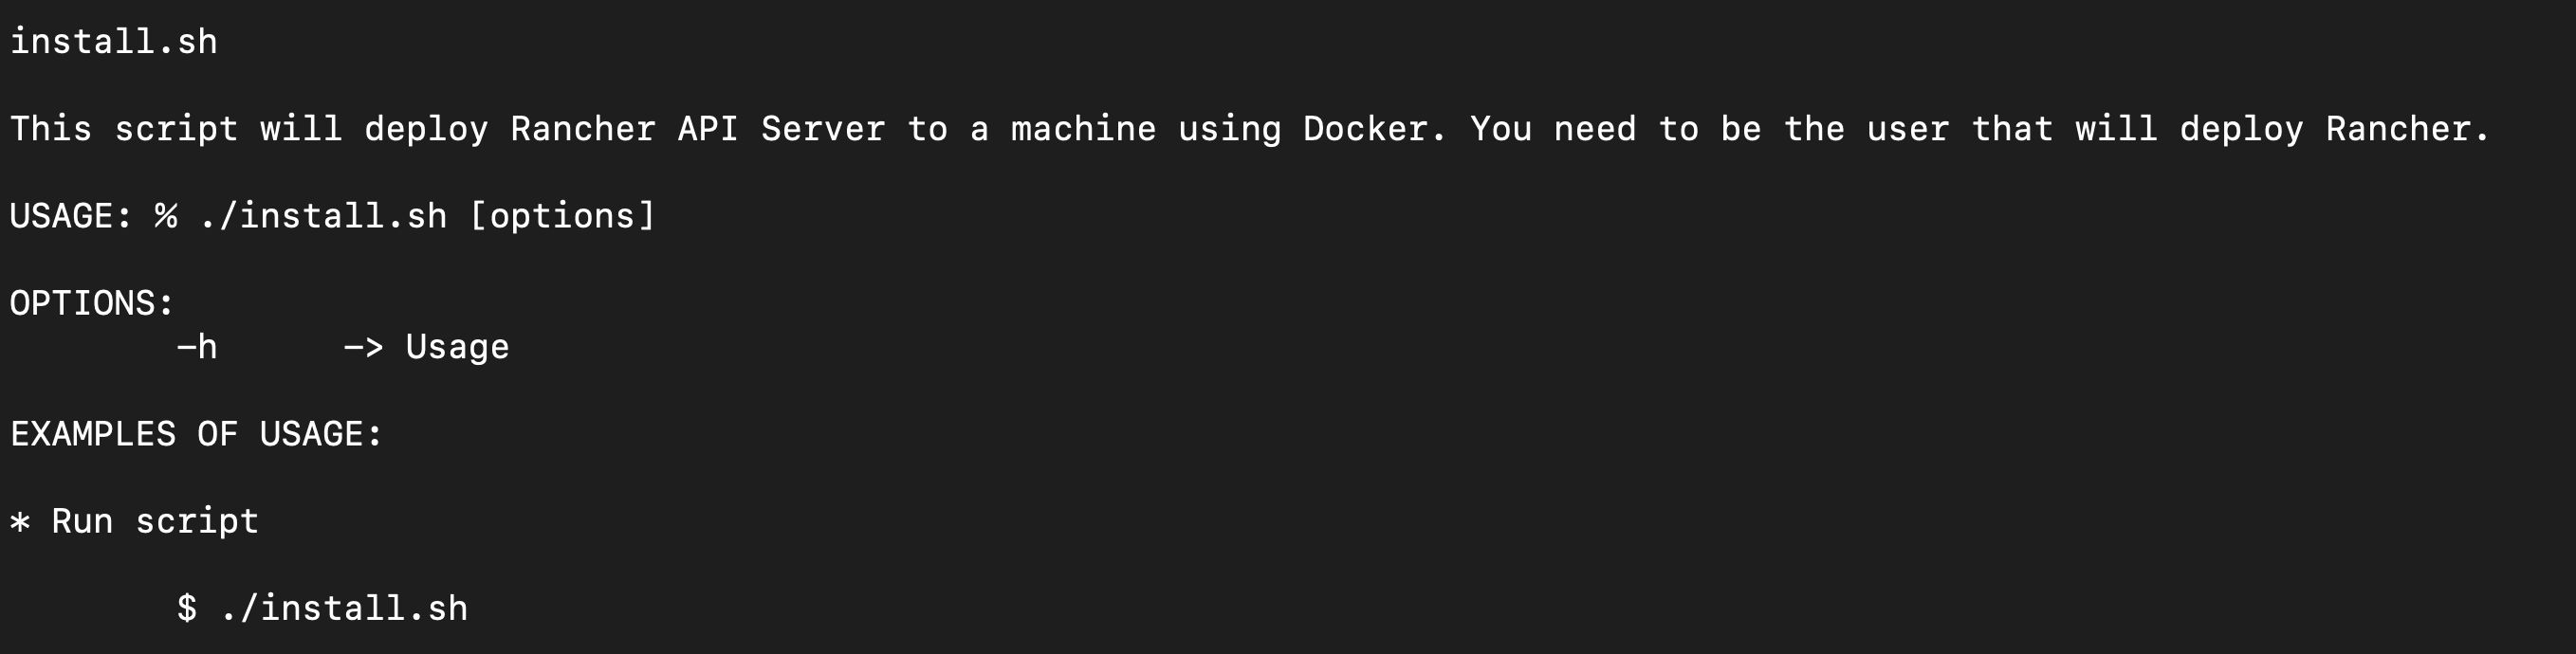 install.sh
This script will deploy Rancher API Server to a machine using Docker. You need to be the user that will deploy Rancher.
USAGE: % ./install.sh [options]
OPTIONS:
-h -> Usage
EXAMPLES OF USAGE:
* Run script
$ ./install.sh